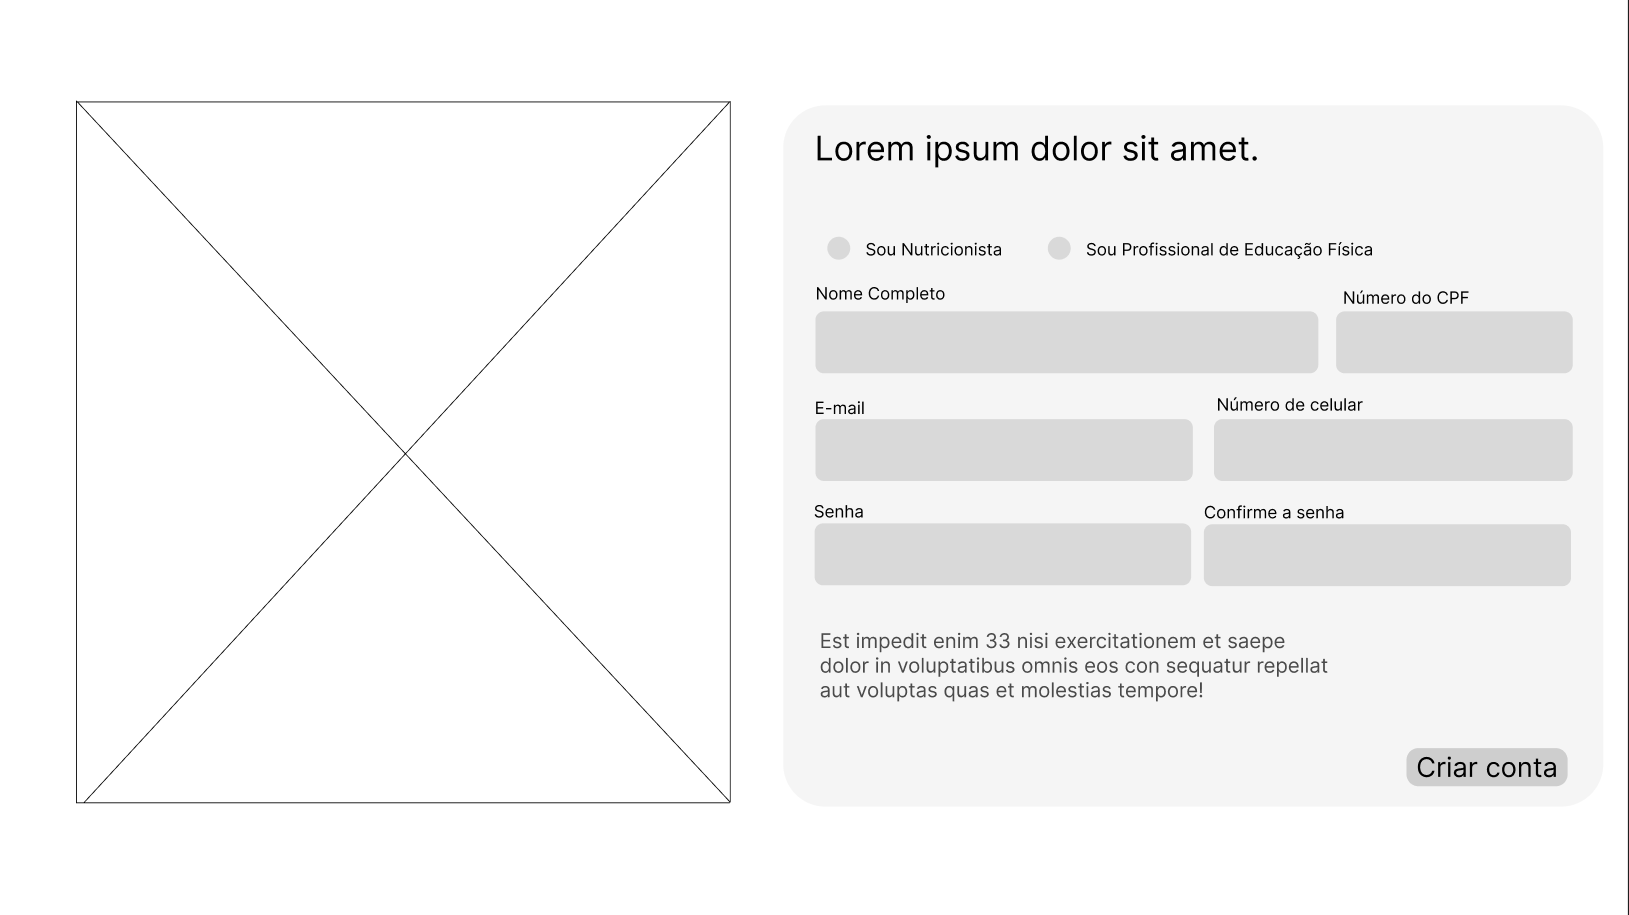 Lorem ipsum dolor sit amet.
Sou Nutricionista
Sou Profissional de Educação Física
Nome Completo
Número do CPF
E-mail
Número de celular
Senha
Confirme a senha
Est impedit enim 33 nisi exercitationem et saepe
dolor in voluptatibus omnis eos con sequatur repellat
aut voluptas quas et molestias tempore!
Criar conta